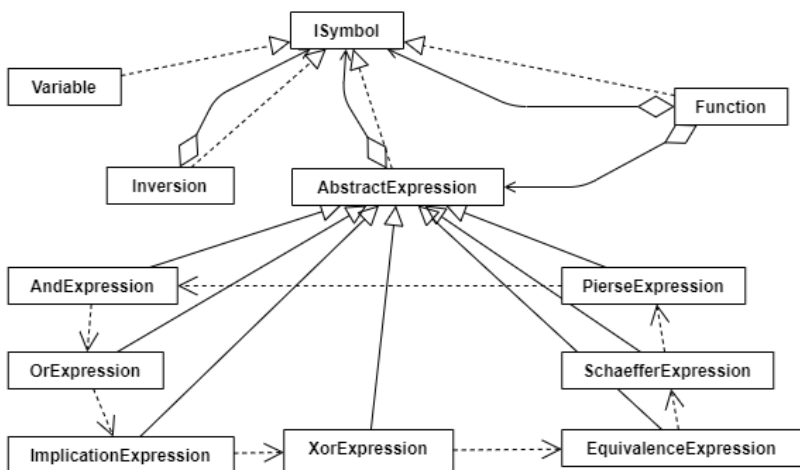 ISymbol
Variable
Function
Inversion
AbstractExpression
AndExpression
PierseExpression
OrExpression
SchaefferExpression
ImplicationExpression
XorExpression
EquivalenceExpression